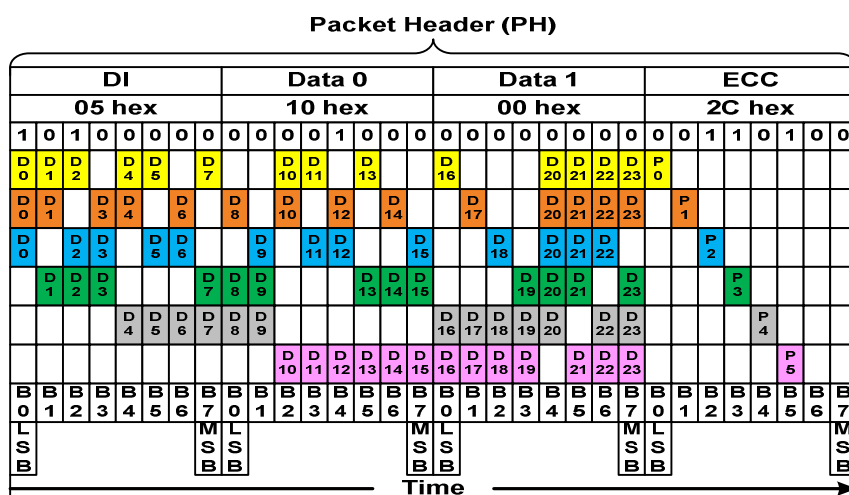 Packet Header (PH)
DI Data 0 Data 1 ECC
05 hex 10 hex 00 hex 2C hex
1 0 1 0 0 0 0 0 0 0 0 0 1 0 0 0 0 0 0 0 0 0 0 0 0 0 1 1 0 1 0 0
D0 D1 D2 D4 D5 D7 D10 D11 D13 D16 D20 D21 D22 D23 P0
D0 D1 D3 D4 D6 D8 D10 D12 D14 D17 D20 D21 D22 D23 P1
D0 D2 D3 D5 D6 D9 D11 D12 D15 D18 D20 D21 D22 P2
D1 D2 D3 D7 D8 D9 D13 D14 D15 D19 D20 D21 D23 P3
D4 D5 D6 D7 D8 D9 D16 D17 D18 D19 D20 D22 D23 P4
D10 D11 D12 D13 D14 D15 D16 D17 D18 D19 D21 D22 D23 P5
B0 B1 B2 B3 B4 B5 B6 B7 B0 B1 B2 B3 B4 B5 B6 B7 B0 B1 B2 B3 B4 B5 B6 B7 B0 B1 B2 B3 B4 B5 B6 B7
LSB MSB LSB MSB LSB MSB LSB MSB
Time